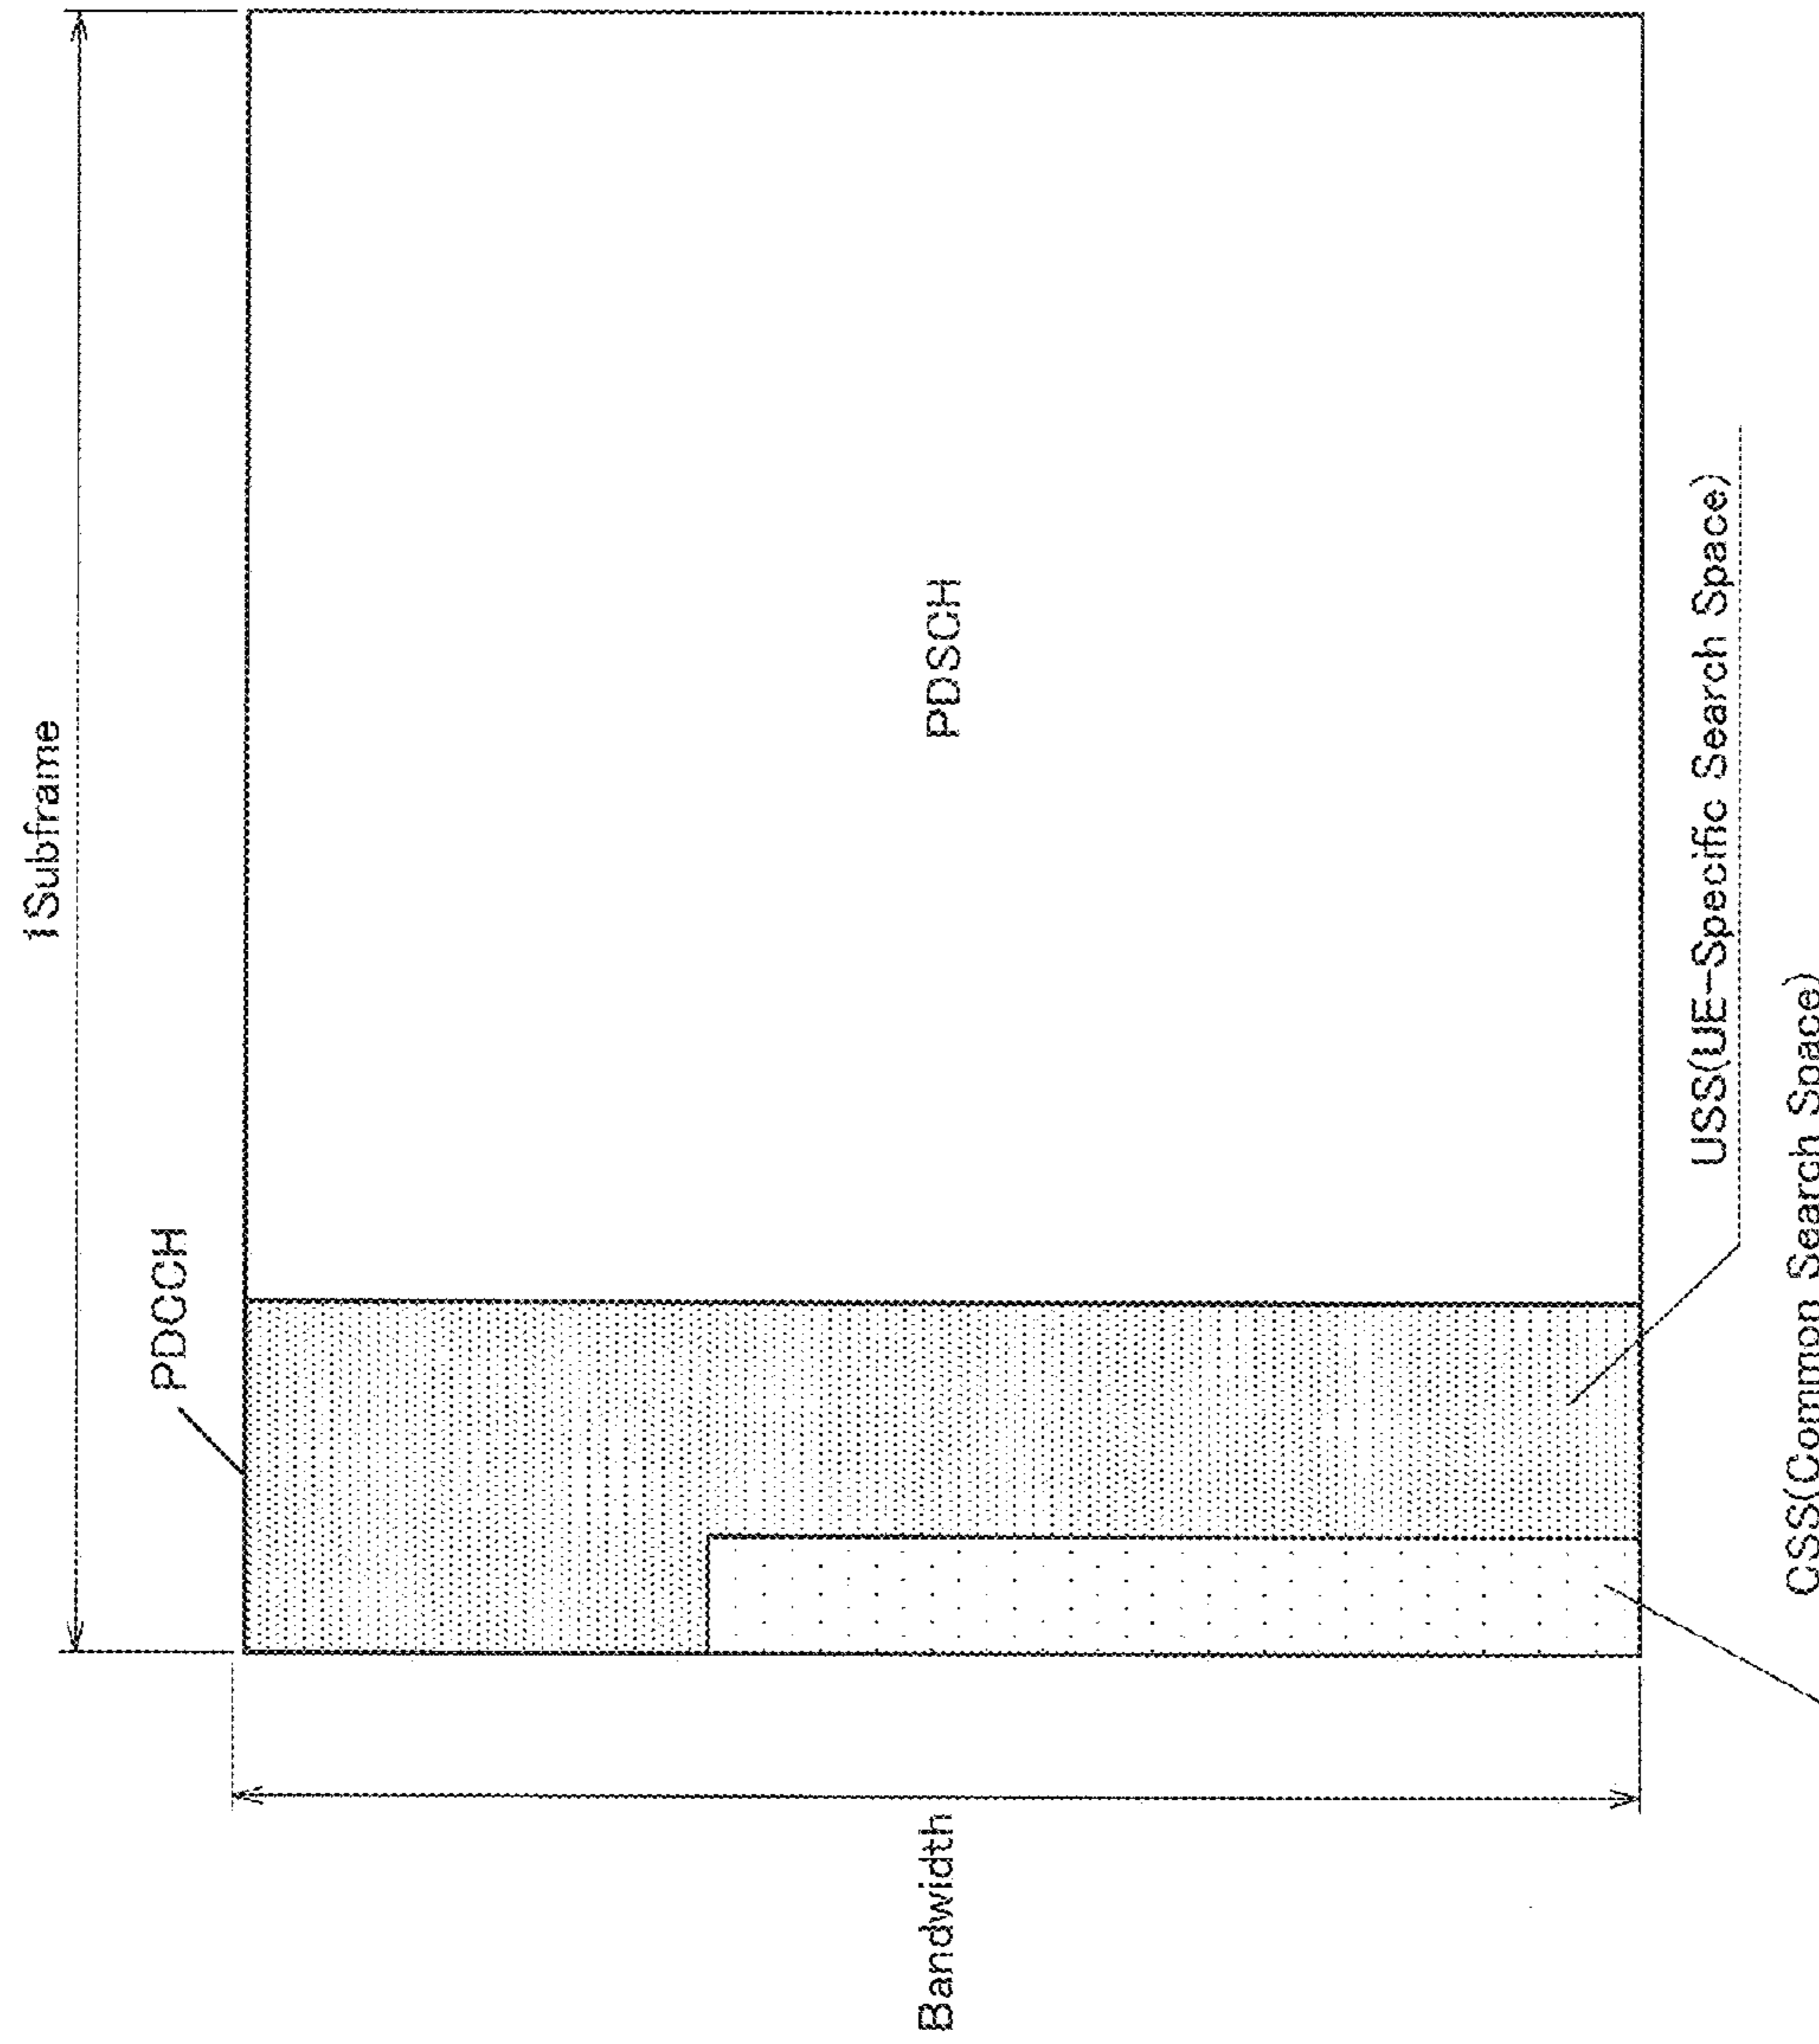 1Subframe
PDCCH
PDSCH
Bandwidth
USS(UE-Specific Search Space)
CSS(Common Search Space)